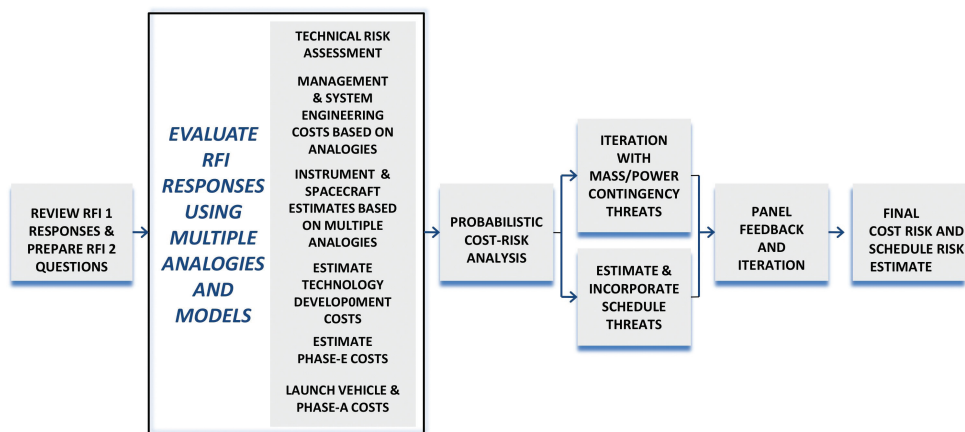 REVIEW RFI 1
RESPONSES &
PREPARE RFI 2
QUESTIONS
EVALUATE
RFI
RESPONSES
USING
MULTIPLE
ANALOGIES
AND
MODELS
TECHNICAL RISK
ASSESSMENT
MANAGEMENT
& SYSTEM
ENGINEERING
COSTS BASED ON
ANALOGIES
INSTRUMENT &
SPACECRAFT
ESTIMATES BASED
ON MULTIPLE
ANALOGIES
ESTIMATE
TECHNOLOGY
DEVELOP0MENT
COSTS
ESTIMATE
PHASE-E COSTS
LAUNCH VEHICLE &
PHASE-A COSTS
PROBABILISTIC
COST-RISK
ANALYSIS
ITERATION
WITH
MASS/POWER
CONTINGENCY
THREATS
ESTIMATE &
INCORPORATE
SCHEDULE
THREATS
PANEL
FEEDBACK
AND
ITERATION
FINAL
COST RISK AND
SCHEDULE RISK
ESTIMATE